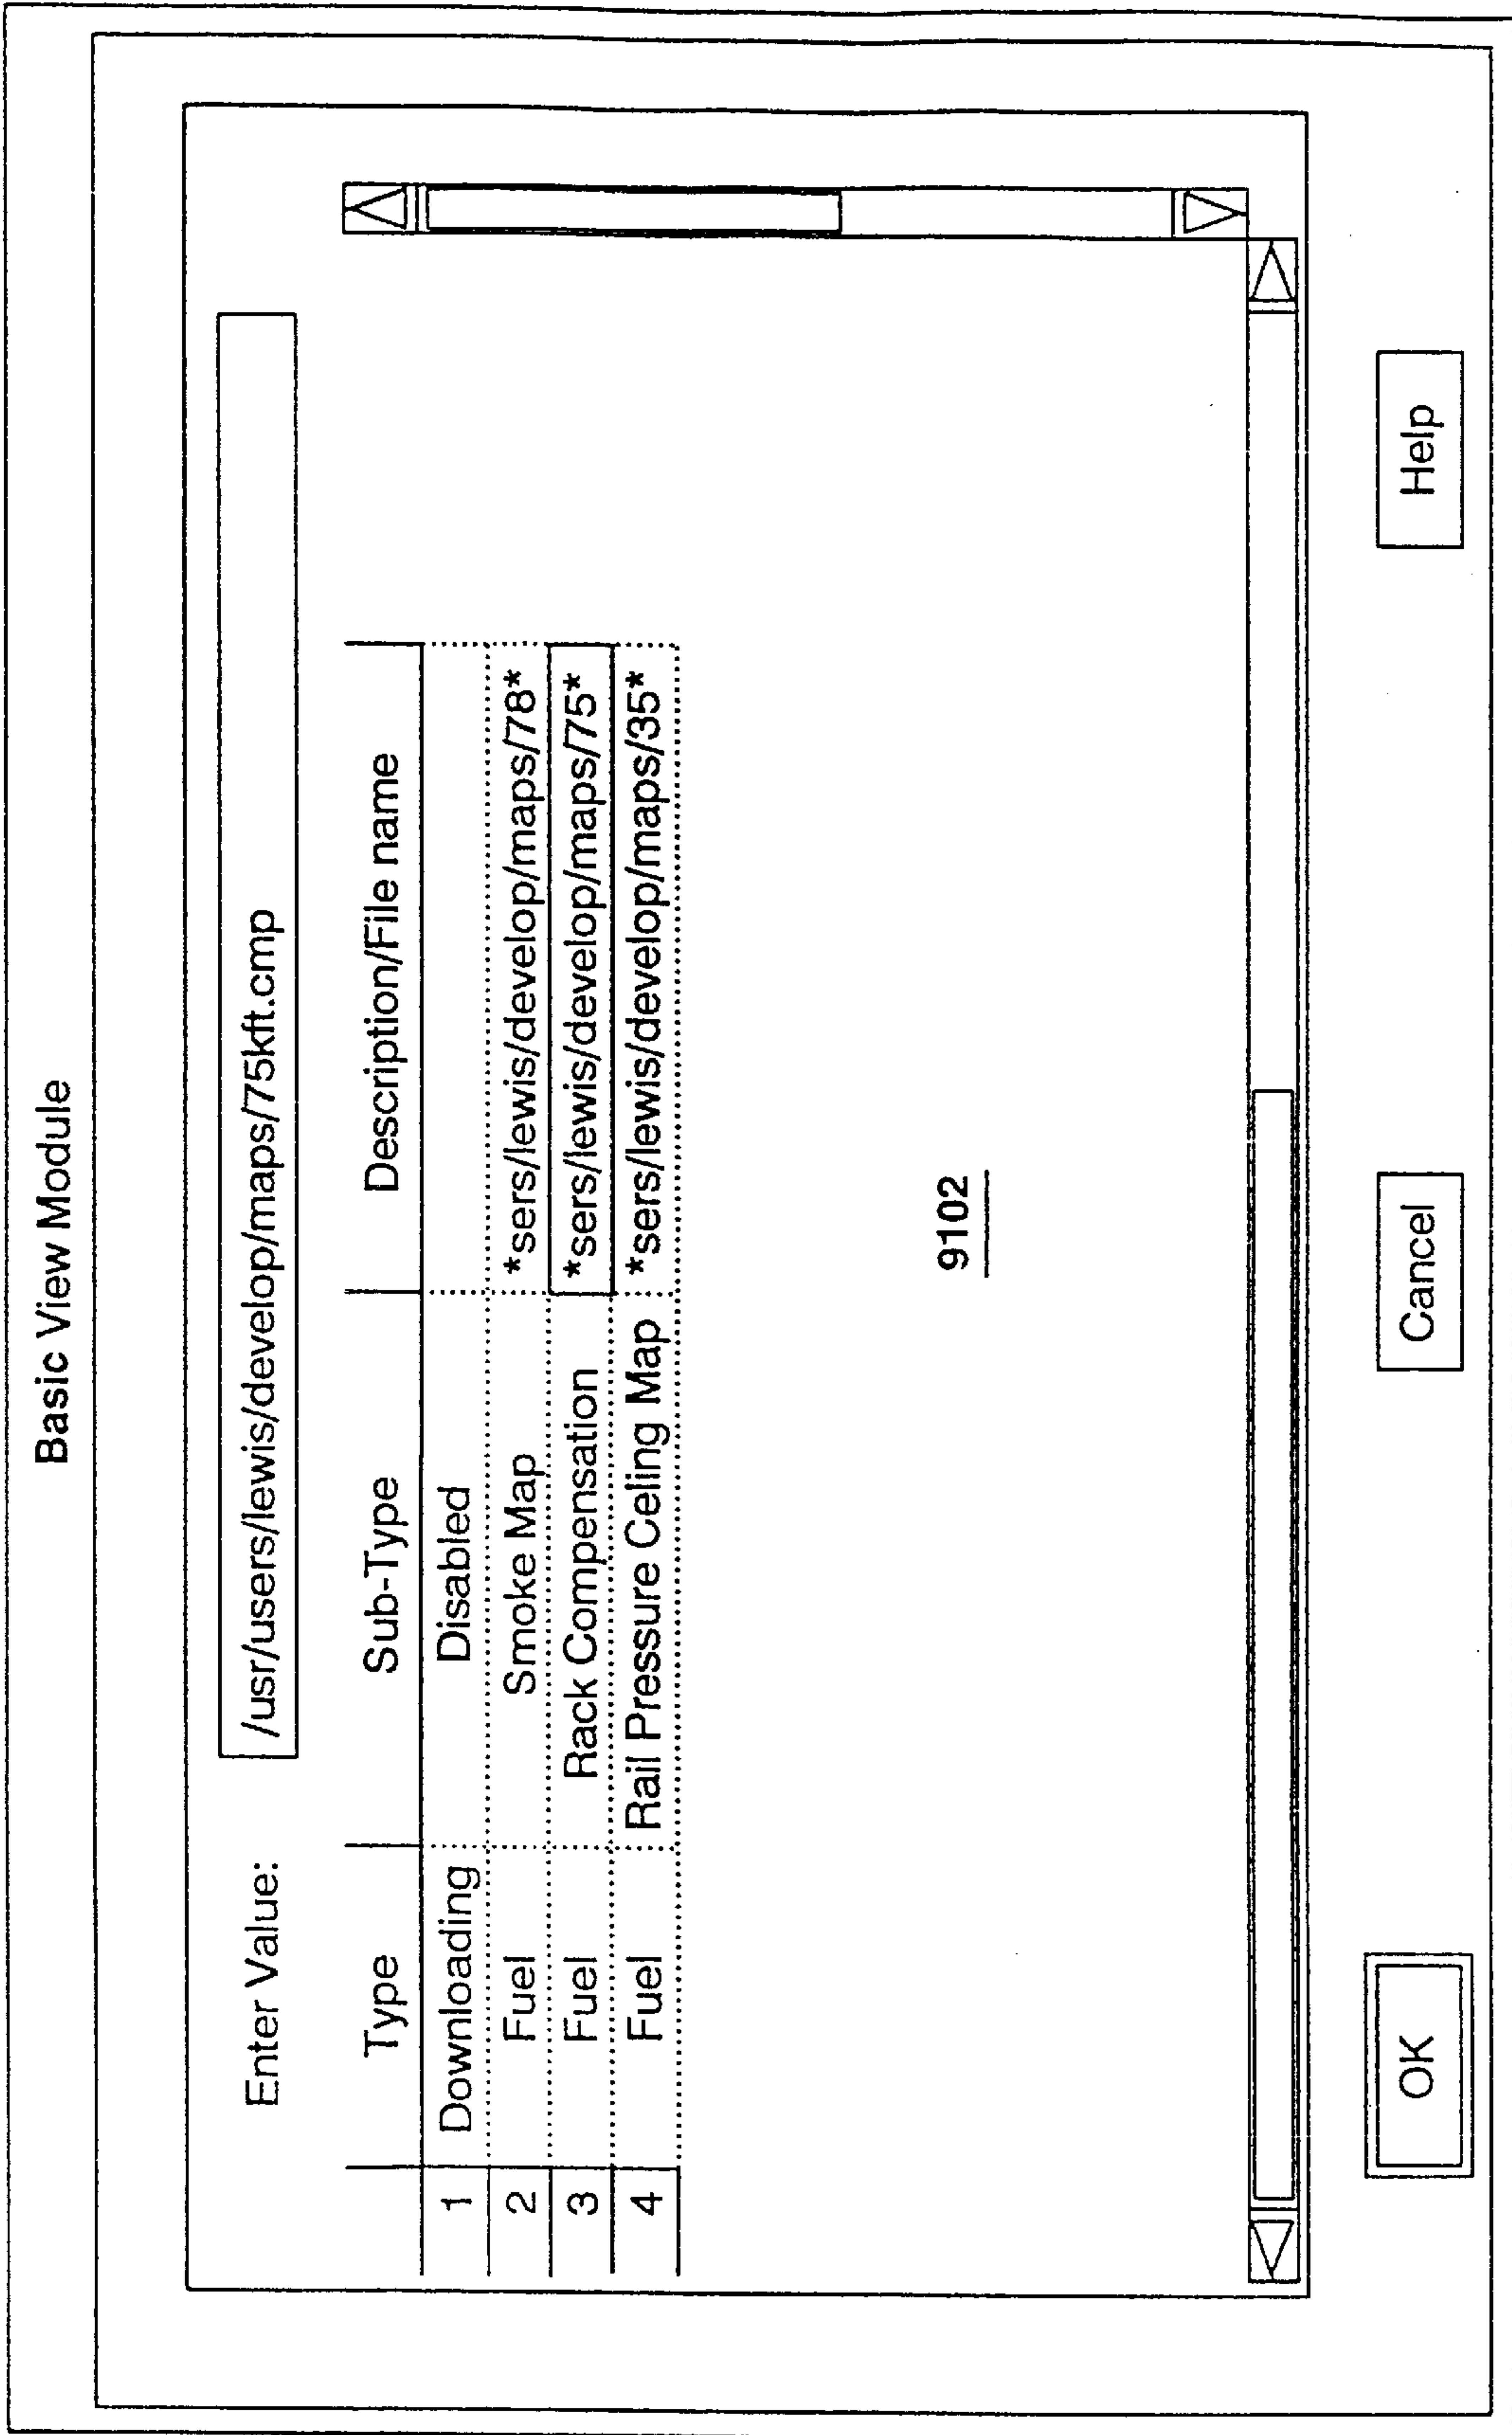 Basic View Module
Enter Value: /usr/users/lewis/develop/maps/75kft.cmp
Type Sub-Type Description/File name
1 Downloading Disabled
2 Fuel Smoke Map *sers/lewis/develop/maps/78*
3 Fuel Rack Compensation *sers/lewis/develop/maps/75*
4 Fuel Rail Pressure Celing Map *sers/lewis/develop/maps/35*
9102
OK Cancel Help